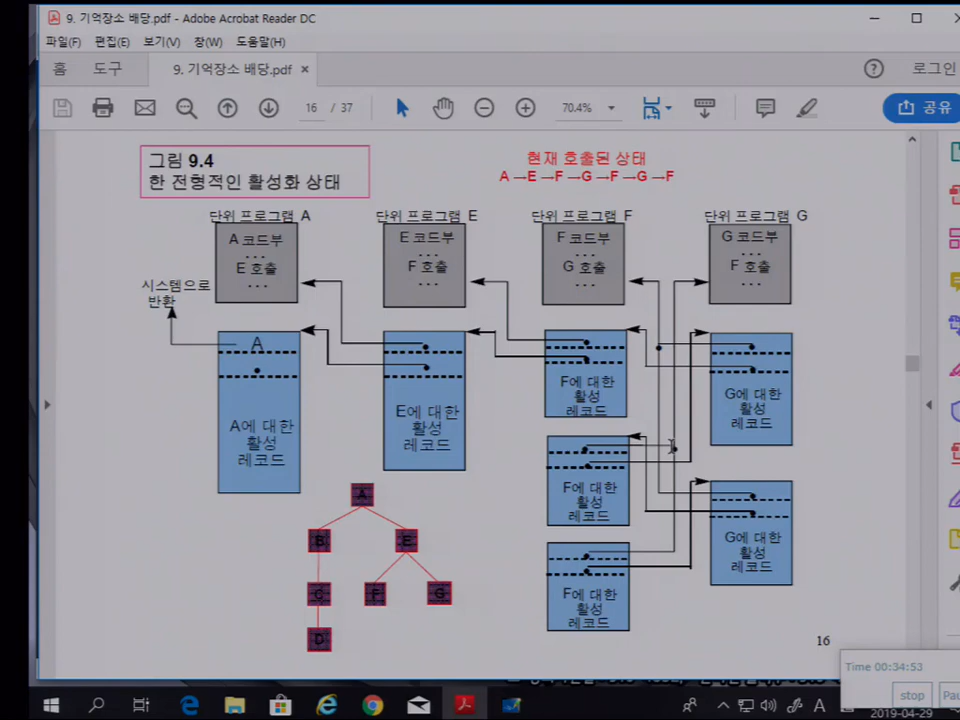 9. 기억장소 배당.pdf - Adobe Acrobat Reader DC
파일(F) 편집(E) 보기(V) 창(W) 도움말(H)
홈 도구 9. 기억장소 배당.pdf × 로그인
16 / 37 70.4% 공유
그림 9.4
한 전형적인 활성화 상태
현재 호출된 상태
A →E →F →G →F →G →F
단위 프로그램 A
단위 프로그램 E
단위 프로그램 F
단위 프로그램 G
A 코드부
...
E 호출
...
E 코드부
...
F 호출
...
F 코드부
...
G 호출
...
G 코드부
...
F 호출
...
시스템으로
반환
A
A에 대한
활성
레코드
E에 대한
활성
레코드
F에 대한
활성
레코드
G에 대한
활성
레코드
F에 대한
활성
레코드
G에 대한
활성
레코드
F에 대한
활성
레코드
A
B
E
C
F
G
D
16
Time 00:34:53
stop
Pau
A
2019-04-29